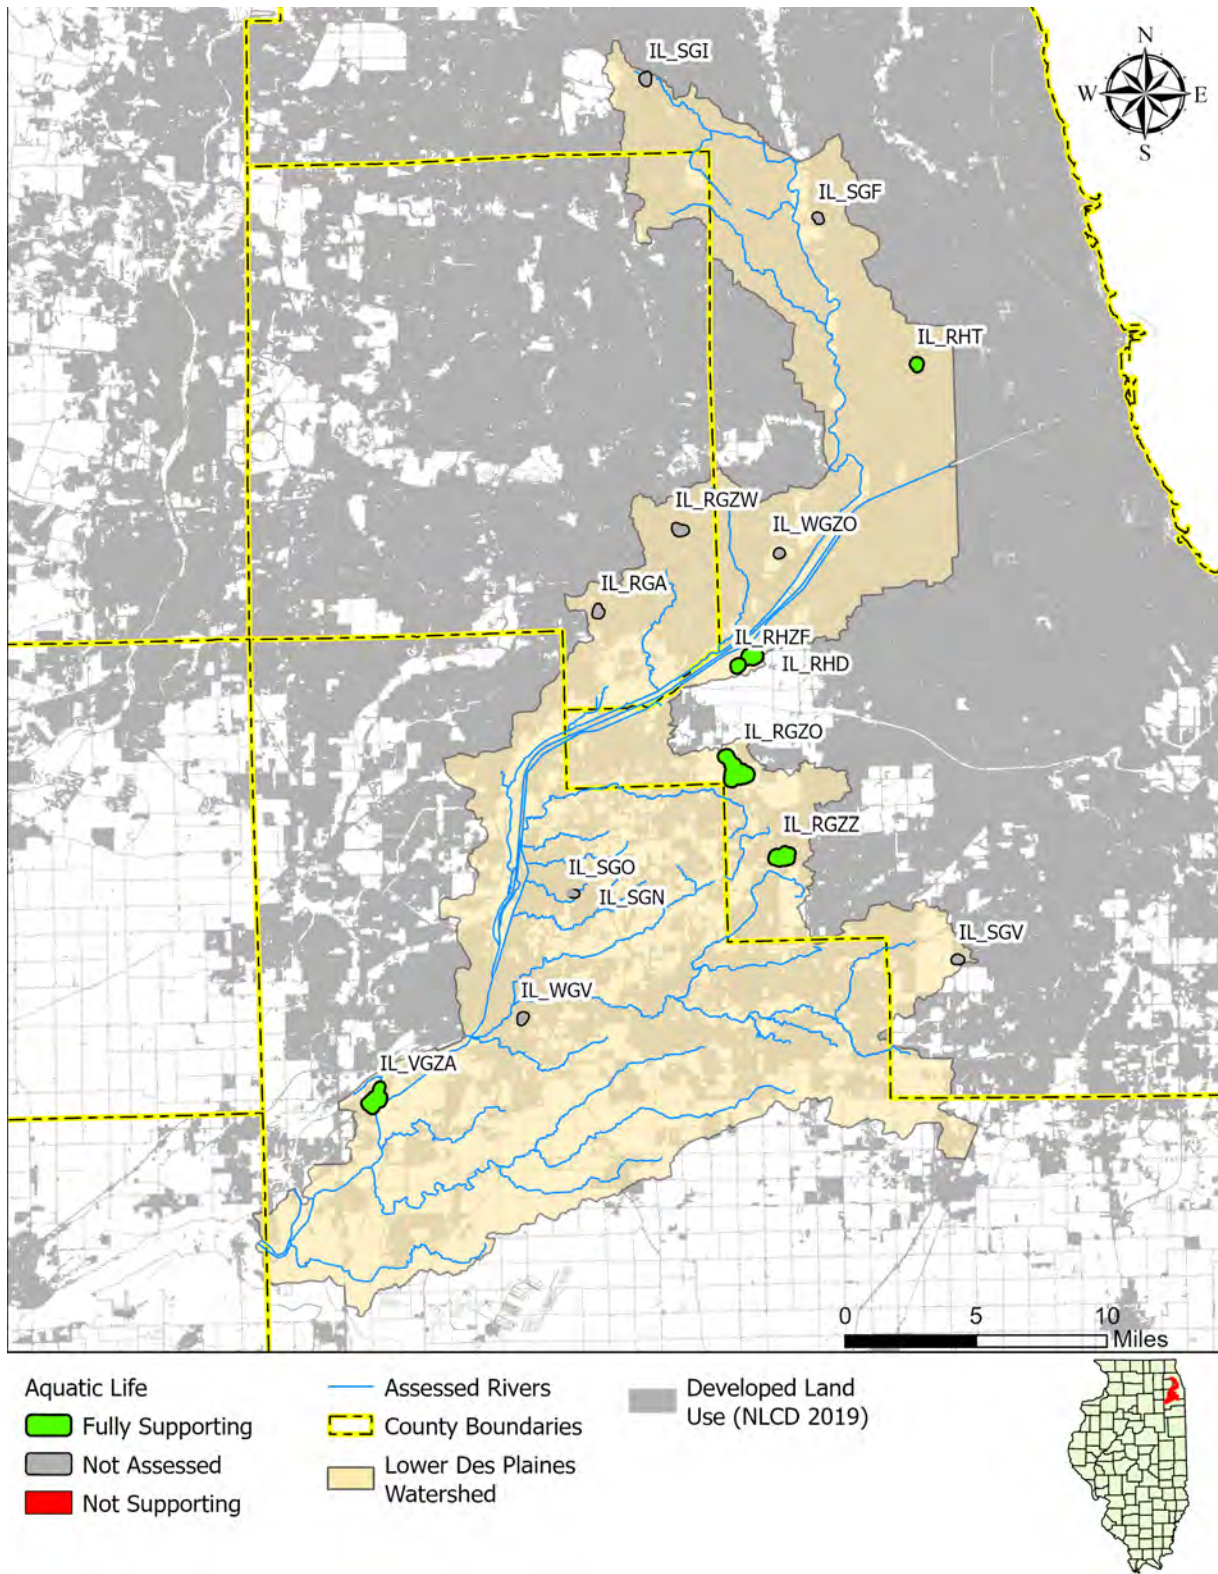 IL_SGI
N
W
E
S
IL_SGF
IL_RHT
IL_RGZW
IL_WGZO
IL_RGA
IL_RHZF
IL_RHD
IL_RGZO
IL_RGZZ
IL_SGO
IL_SGN
IL_SGV
IL_WGV
IL_VGZA
0 5 10
Miles
Aquatic Life
Fully Supporting
Not Assessed
Not Supporting
Assessed Rivers
County Boundaries
Lower Des Plaines
Watershed
Developed Land
Use (NLCD 2019)